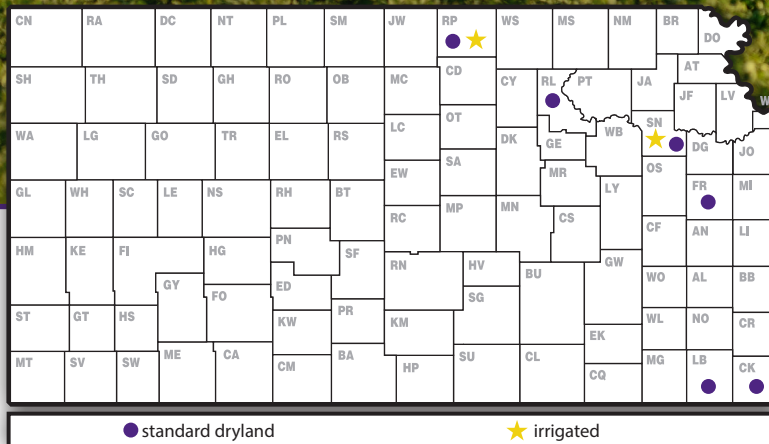 CN RA DC NT PL SM JW RP WS MS NM BR DO
SH TH SD GH RO OB MC CD CY RL PT JA AT
JF LV W
WA LG GO TR EL RS LC OT DK GE WB SN DG JO
EW SA MR OS
GL WH SC LE NS RH BT RC MP MN CS LY FR MI
HM KE FI HG PN SF RN HV BU GW CF AN LI
GY FO ED SG WO AL BB
ST GT HS KW PR KM EK WL NO CR
MT SV SW ME CA CM BA HP SU CL CQ MG LB CK
standard dryland irrigated